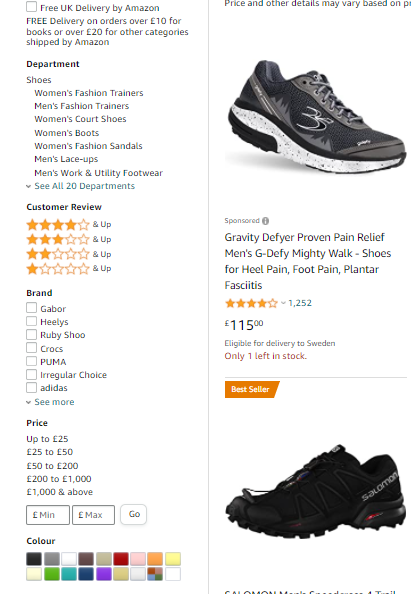 Free UK Delivery by Amazon
FREE Delivery on orders over £10 for
books or over £20 for other categories
shipped by Amazon
Department
Shoes
Women's Fashion Trainers
Men's Fashion Trainers
Women's Court Shoes
Women's Boots
Women's Fashion Sandals
Men's Lace-ups
Men's Work & Utility Footwear
See All 20 Departments
Customer Review
& Up
& Up
& Up
& Up
Brand
Gabor
Heelys
Ruby Shoo
Crocs
PUMA
Irregular Choice
adidas
See more
Price
Up to £25
£25 to £50
£50 to £200
£200 to £1,000
£1,000 & above
£ Min £ Max Go
Colour
Price and other details may vary based on
Sponsored
Gravity Defyer Proven Pain Relief
Men's G-Defy Mighty Walk - Shoes
for Heel Pain, Foot Pain, Plantar
Fasciitis
1,252
£11500
Eligible for delivery to Sweden
Only 1 left in stock.
Best Seller
SALOMON
SALOMON Men's Speedcross 4 Trail